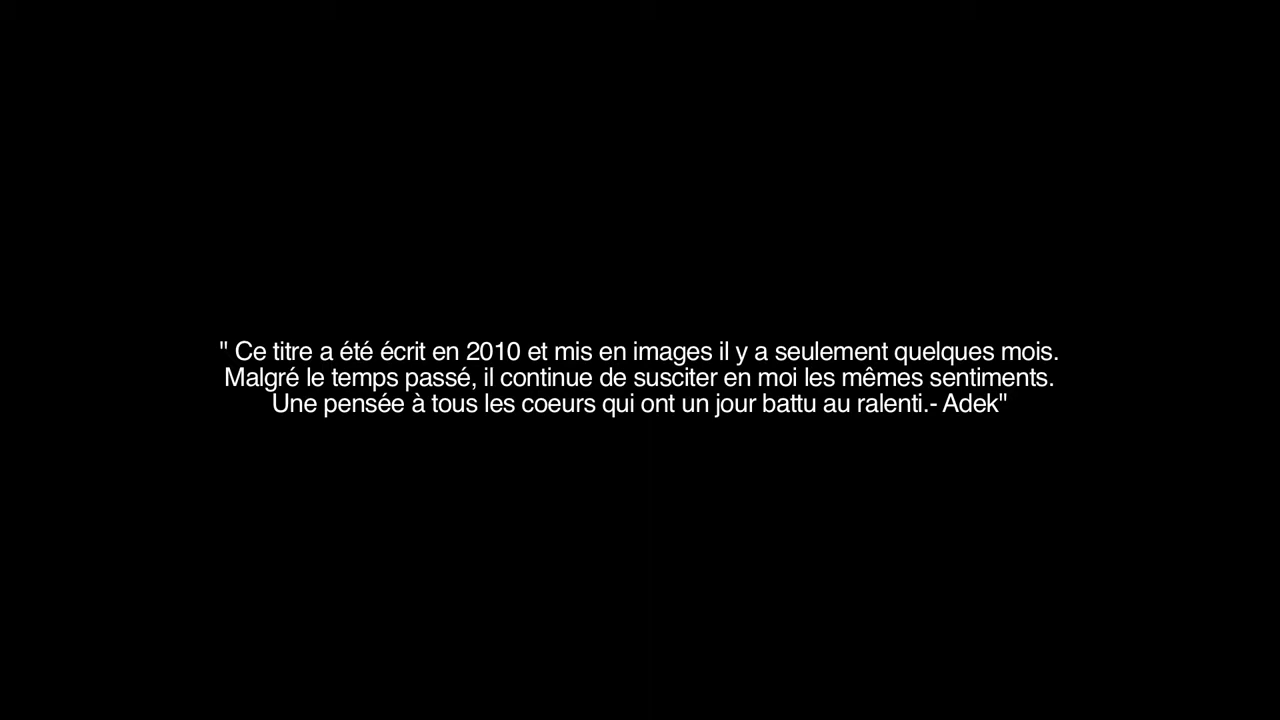 " Ce titre a été écrit en 2010 et mis en images il y a seulement quelques mois.
Malgré le temps passé, il continue de susciter en moi les mêmes sentiments.
Une pensée à tous les coeurs qui ont un jour battu au ralenti.- Adek"